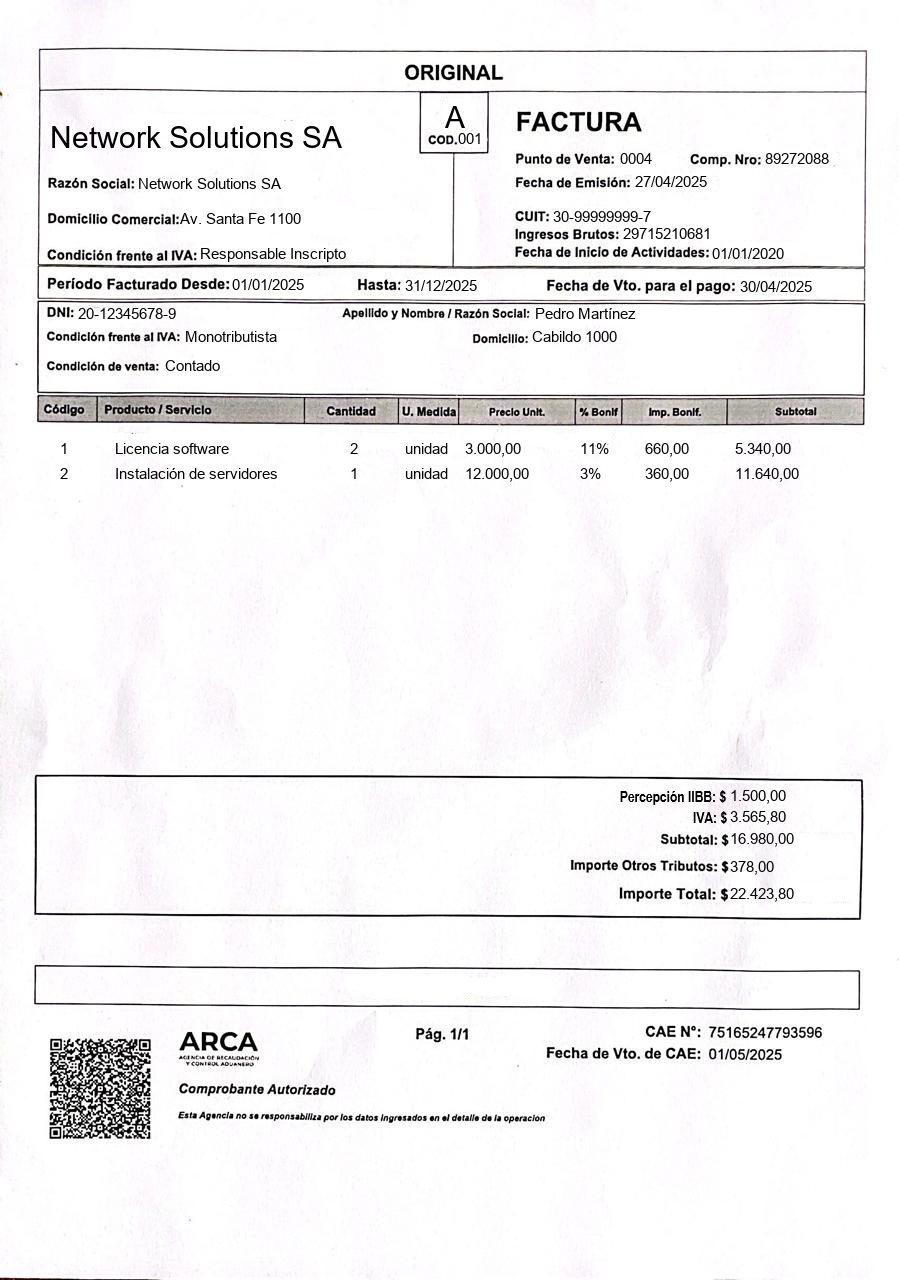 ORIGINAL
Network Solutions SA
A
COD.001
FACTURA
Punto de Venta: 0004 Comp. Nro: 89272088
Razón Social: Network Solutions SA
Fecha de Emisión: 27/04/2025
Domicilio Comercial:Av. Santa Fe 1100
CUIT: 30-99999999-7
Ingresos Brutos: 29715210681
Condición frente al IVA: Responsable Inscripto
Fecha de Inicio de Actividades: 01/01/2020
Período Facturado Desde: 01/01/2025 Hasta: 31/12/2025 Fecha de Vto. para el pago: 30/04/2025
DNI: 20-12345678-9 Apellido y Nombre / Razón Social: Pedro Martínez
Condición frente al IVA: Monotributista Domicilio: Cabildo 1000
Condición de venta: Contado
Código Producto / Servicio Cantidad U. Medida Precio Unit. % Bonif Imp. Bonif. Subtotal
1 Licencia software 2 unidad 3.000,00 11% 660,00 5.340,00
2 Instalación de servidores 1 unidad 12.000,00 3% 360,00 11.640,00
Percepción IIBB: $ 1.500,00
IVA: $ 3.565,80
Subtotal: $ 16.980,00
Importe Otros Tributos: $ 378,00
Importe Total: $ 22.423,80
ARCA
AGENCIA DE RECAUDACIÓN
Y CONTROL ADUANERO
Pág. 1/1
CAE N°: 75165247793596
Fecha de Vto. de CAE: 01/05/2025
Comprobante Autorizado
Esta Agencia no se responsabiliza por los datos ingresados en el detalle de la operación